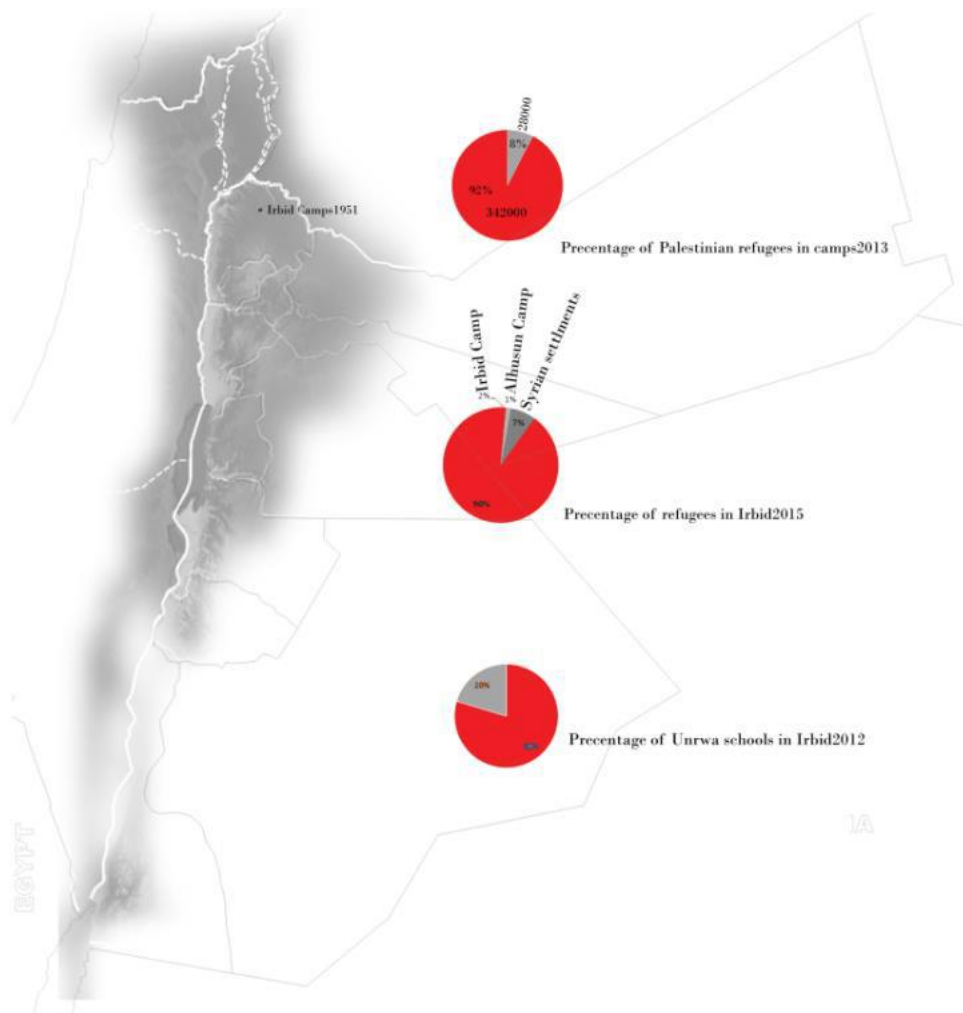 28000
8%
92%
342000
Irbid Camps1951
Precentage of Palestinian refugees in camps2013
Irbid Camp
Alhusun Camp
Syrian settlments
2%
1%
7%
90%
Precentage of refugees in Irbid2015
20%
Precentage of Unrwa schools in Irbid2012
EGYPT
IA